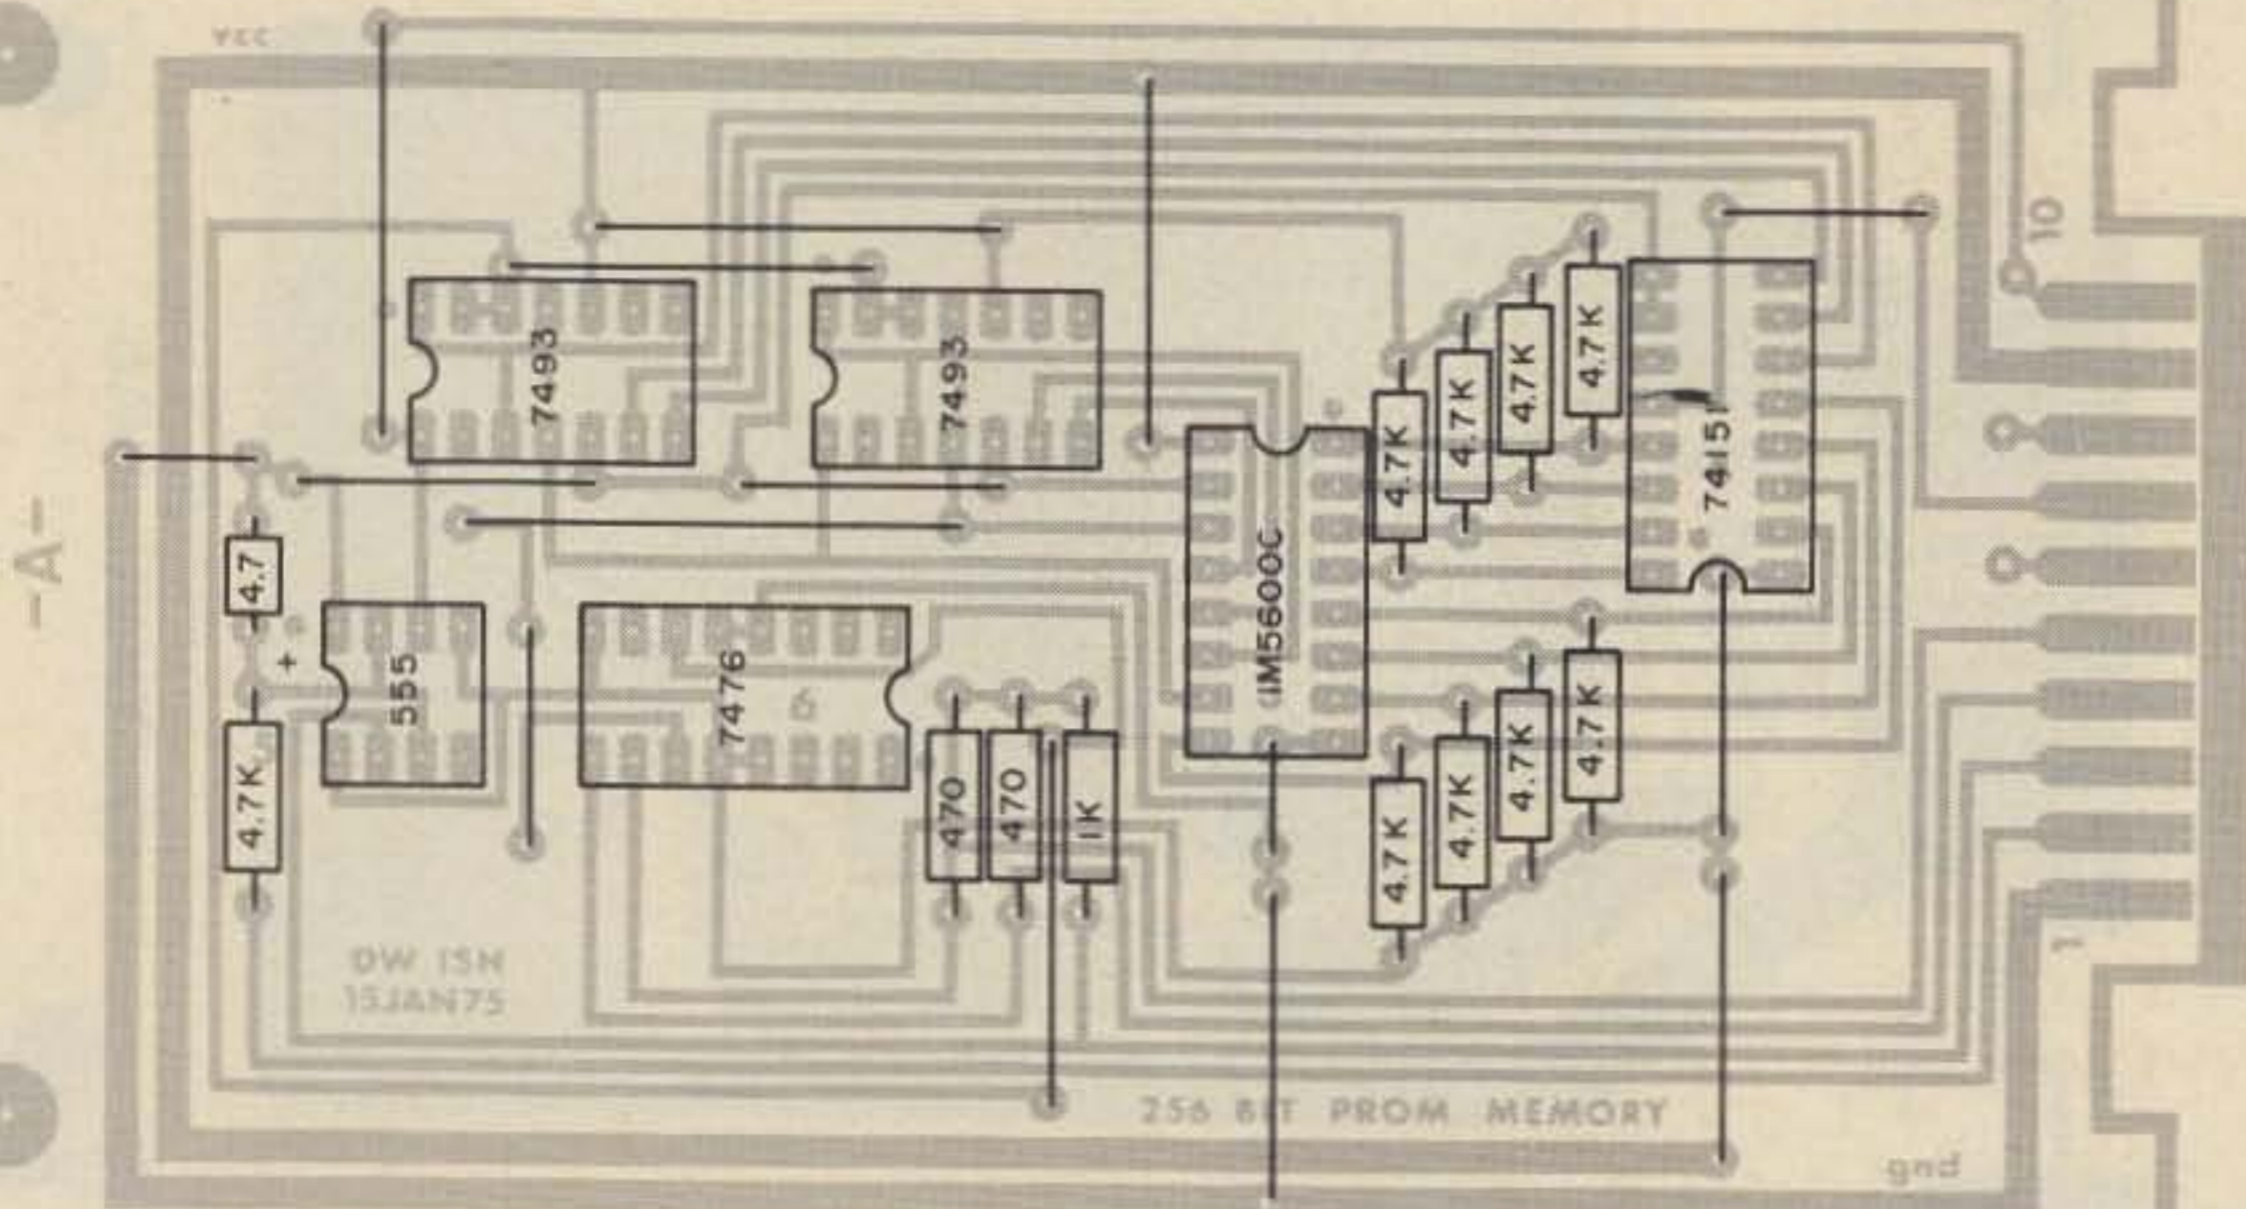 VCC
10
7493
7493
4.7K
4.7K
4.7K
4.7K
74151
-A-
4.7
+
555
7476
IM5600C
4.7K
470
470
1K
4.7K
4.7K
4.7K
4.7K
DW ISN
15JAN75
1
256 BIT PROM MEMORY
gnd